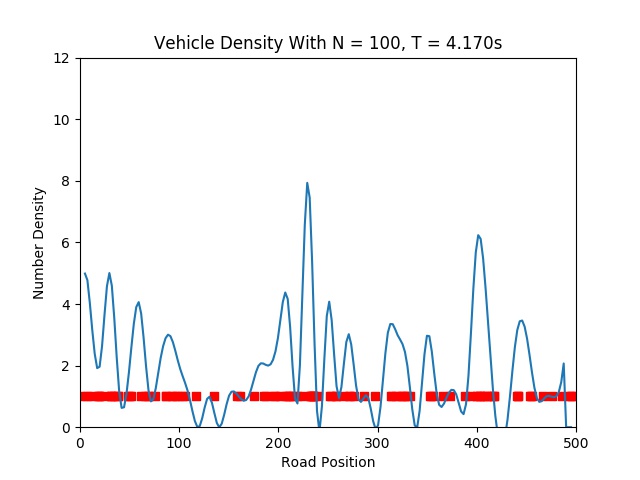 Vehicle Density With N = 100, T = 4.170s
12
10
8
6
4
2
0
Number Density
0 100 200 300 400 500
Road Position